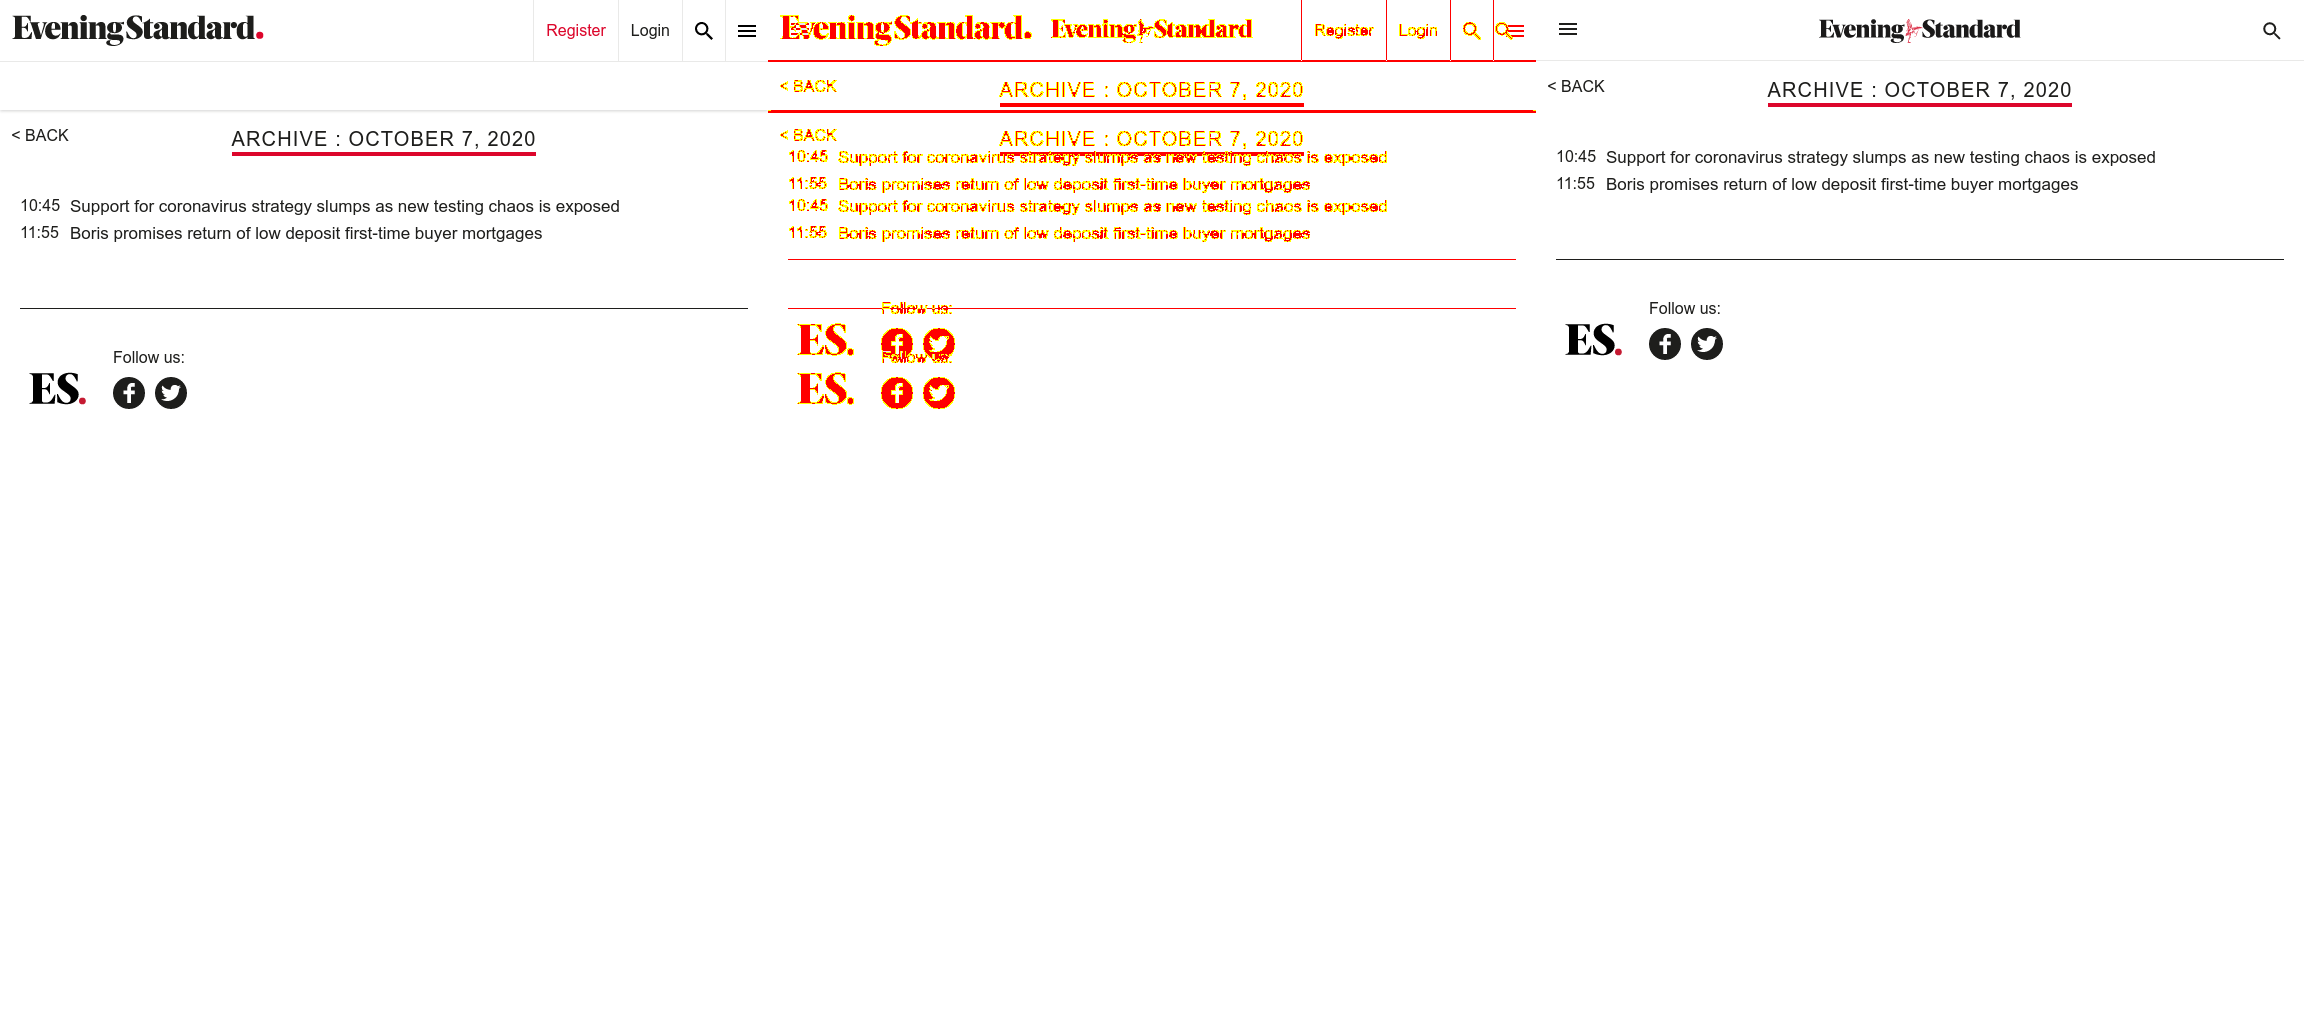 Evening Standard.
Register
Login
< BACK
ARCHIVE : OCTOBER 7, 2020
10:45 Support for coronavirus strategy slumps as new testing chaos is exposed
11:55 Boris promises return of low deposit first-time buyer mortgages
Follow us:
ES.
Evening Standard.
Evening Standard
Register
Login
< BACK
ARCHIVE : OCTOBER 7, 2020
< BACK
ARCHIVE : OCTOBER 7, 2020
10:45 Support for coronavirus strategy slumps as new testing chaos is exposed
11:55 Boris promises return of low deposit first-time buyer mortgages
10:45 Support for coronavirus strategy slumps as new testing chaos is exposed
11:55 Boris promises return of low deposit first-time buyer mortgages
Follow us:
ES.
Follow us:
ES.
Evening Standard
< BACK
ARCHIVE : OCTOBER 7, 2020
10:45 Support for coronavirus strategy slumps as new testing chaos is exposed
11:55 Boris promises return of low deposit first-time buyer mortgages
Follow us:
ES.